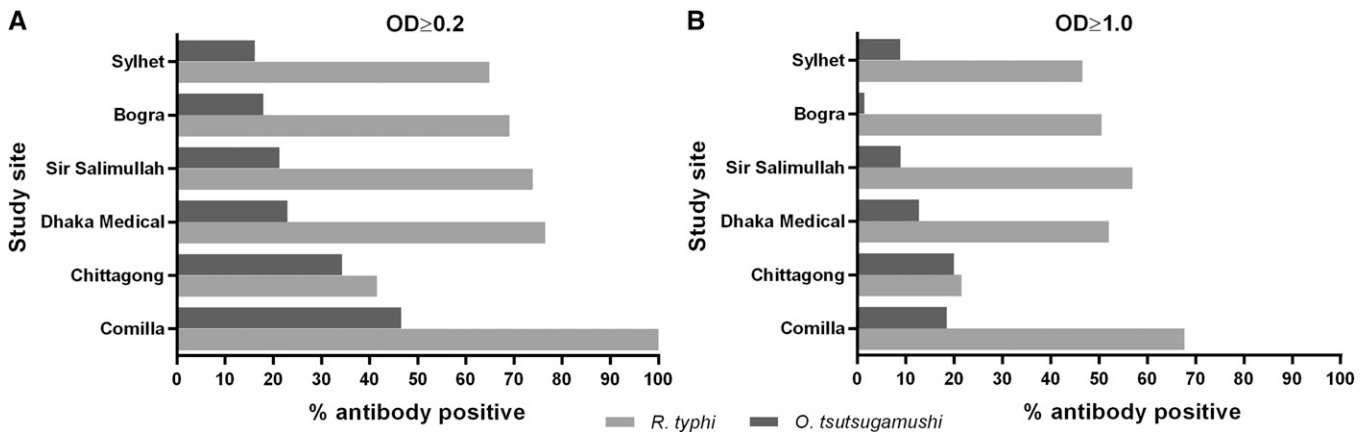 A
OD≥0.2
Study site
Sylhet
Bogra
Sir Salimullah
Dhaka Medical
Chittagong
Comilla
0 10 20 30 40 50 60 70 80 90 100
% antibody positive
B
OD≥1.0
Study site
Sylhet
Bogra
Sir Salimullah
Dhaka Medical
Chittagong
Comilla
0 10 20 30 40 50 60 70 80 90 100
% antibody positive
R. typhi O. tsutsugamushi